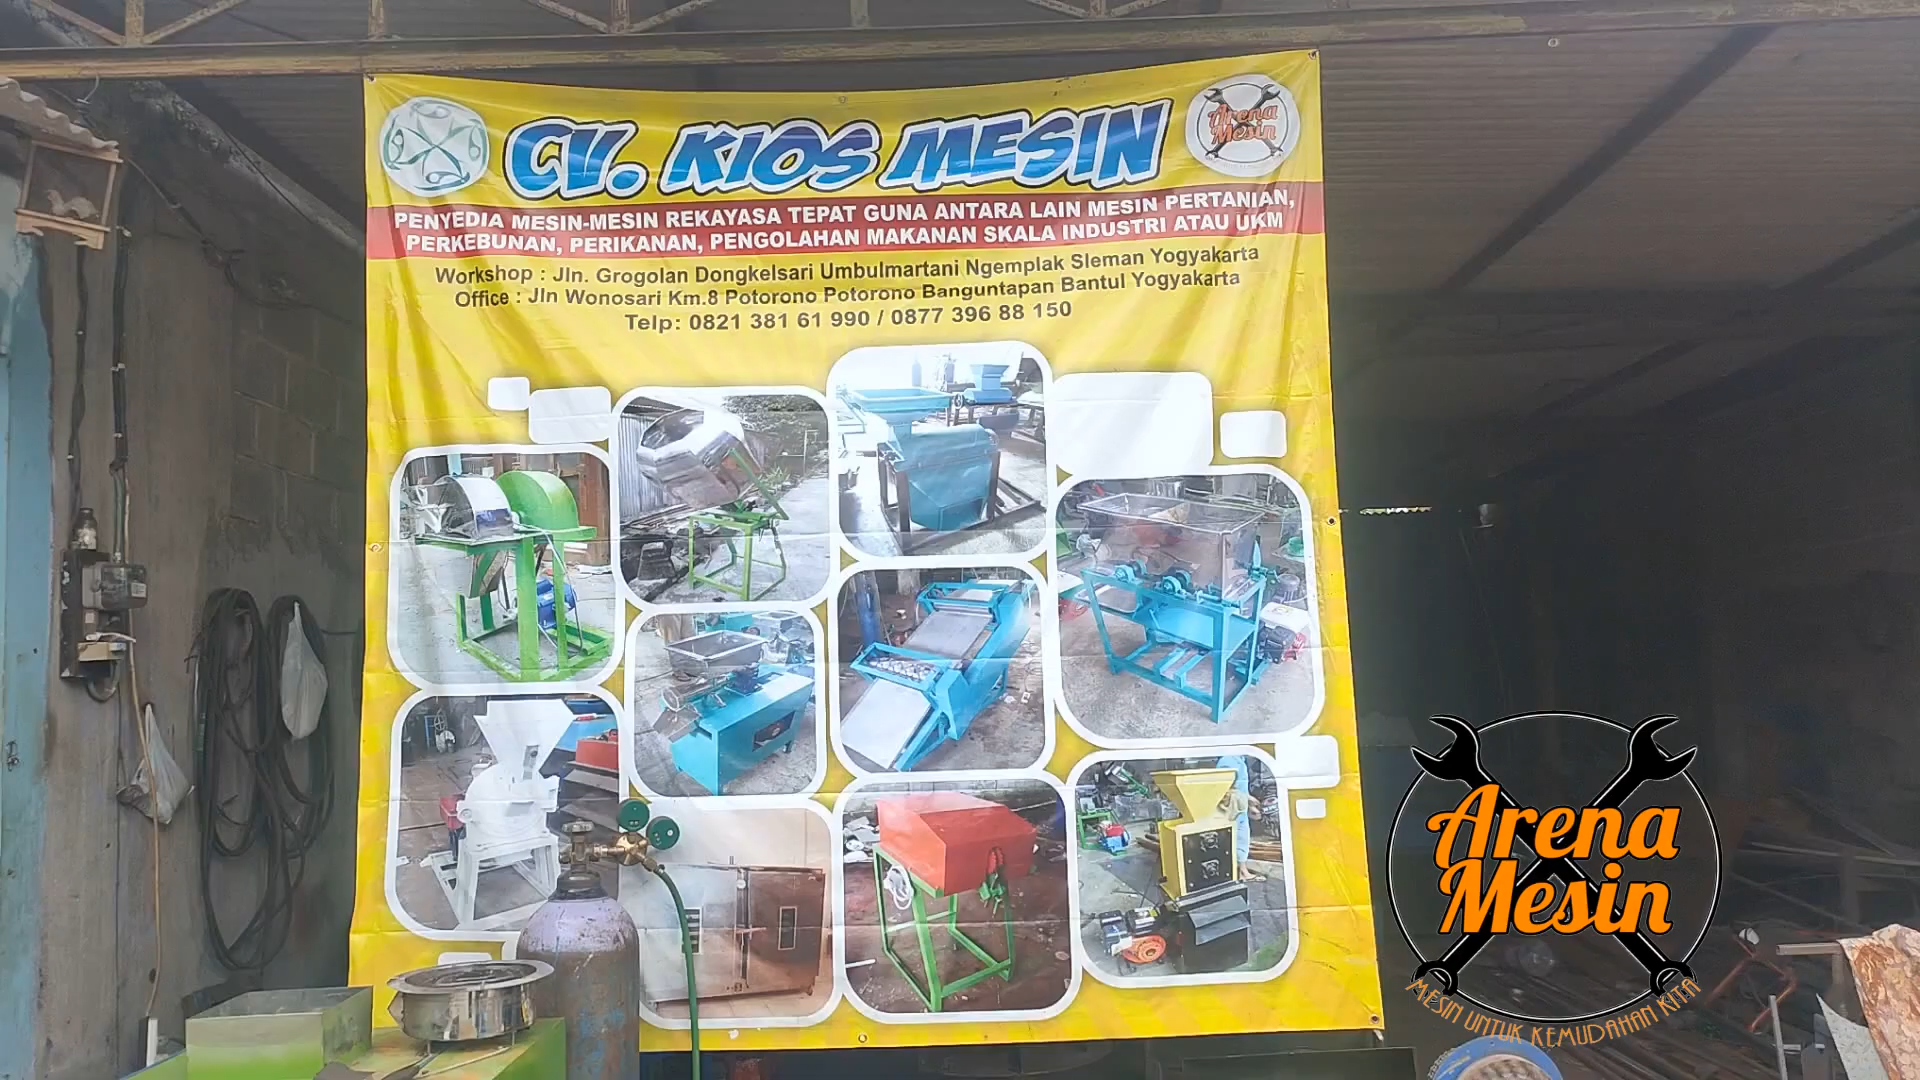 CV. KIOS MESIN
Arena
Mesin
PENYEDIA MESIN-MESIN REKAYASA TEPAT GUNA ANTARA LAIN MESIN PERTANIAN,
PERKEBUNAN, PERIKANAN, PENGOLAHAN MAKANAN SKALA INDUSTRI ATAU UKM
Workshop : Jln. Grogolan Dongkelsari Umbulmartani Ngemplak Sleman Yogyakarta
Office : Jln Wonosari Km.8 Potorono Potorono Banguntapan Bantul Yogyakarta
Telp: 0821 381 61 990 / 0877 396 88 150
Arena
Mesin
MESIN UNTUK KEMUDAHAN KITA